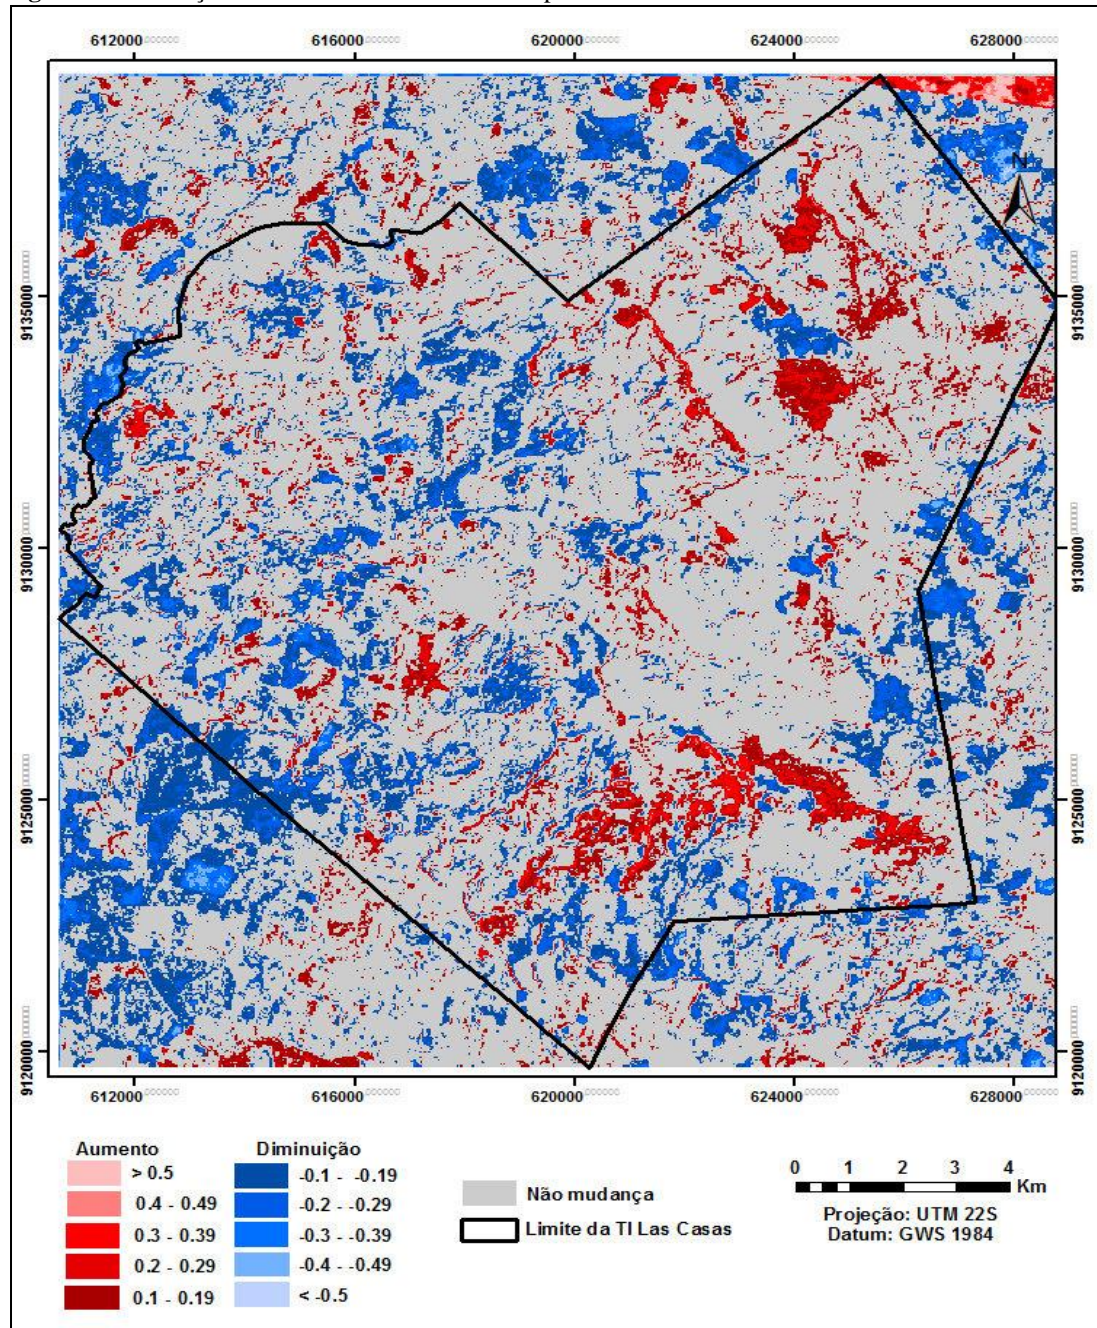 612000 616000 620000 624000 628000
N
9135000 9135000
9130000 9130000
9125000 9125000
9120000 9120000
612000 616000 620000 624000 628000
Aumento
> 0.5
0.4 - 0.49
0.3 - 0.39
0.2 - 0.29
0.1 - 0.19
Diminuição
-0.1 - -0.19
-0.2 - -0.29
-0.3 - -0.39
-0.4 - -0.49
< -0.5
Não mudança
Limite da TI Las Casas
0 1 2 3 4
Km
Projeção: UTM 22S
Datum: GWS 1984